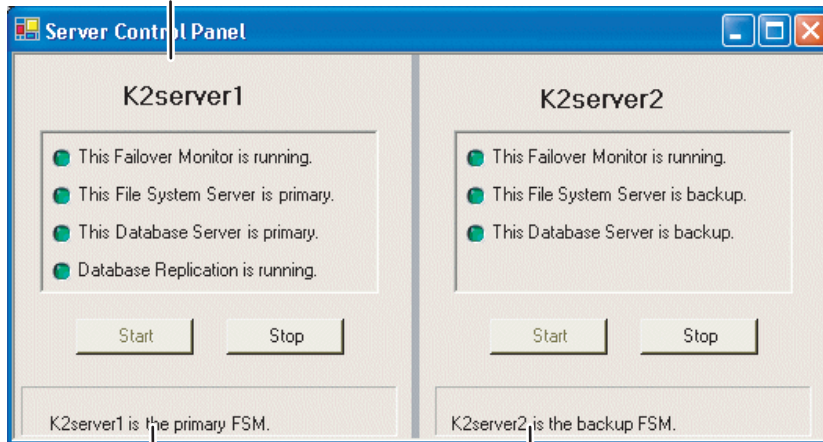 Server Control Panel
K2server1
This Failover Monitor is running.
This File System Server is primary.
This Database Server is primary.
Database Replication is running.
Start Stop
K2server1 is the primary FSM.
K2server2
This Failover Monitor is running.
This File System Server is backup.
This Database Server is backup.
Start Stop
K2server2 is the backup FSM.